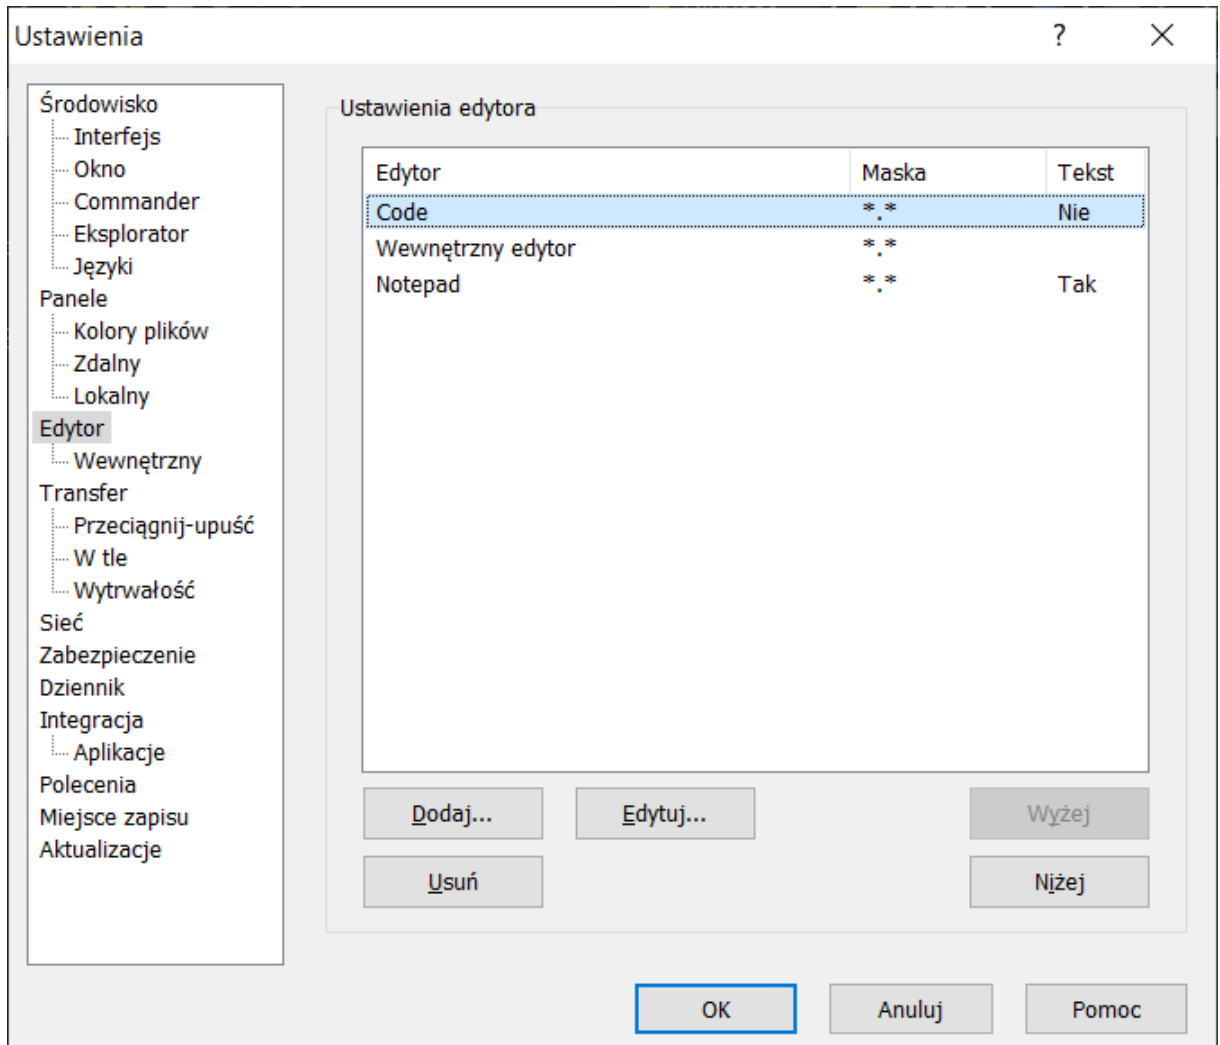 Ustawienia ?
Środowisko
Interfejs
Okno
Commander
Eksplorator
Języki
Panele
Kolory plików
Zdalny
Lokalny
Edytor
Wewnętrzny
Transfer
Przeciągnij-upuść
W tle
Wytrwałość
Sieć
Zabezpieczenie
Dziennik
Integracja
Aplikacje
Polecenia
Miejsce zapisu
Aktualizacje
Ustawienia edytora
Edytor Maska Tekst
Code *.* Nie
Wewnętrzny edytor *.*
Notepad *.* Tak
Dodaj... Edytuj... Wyżej
Usuń Niżej
OK Anuluj Pomoc